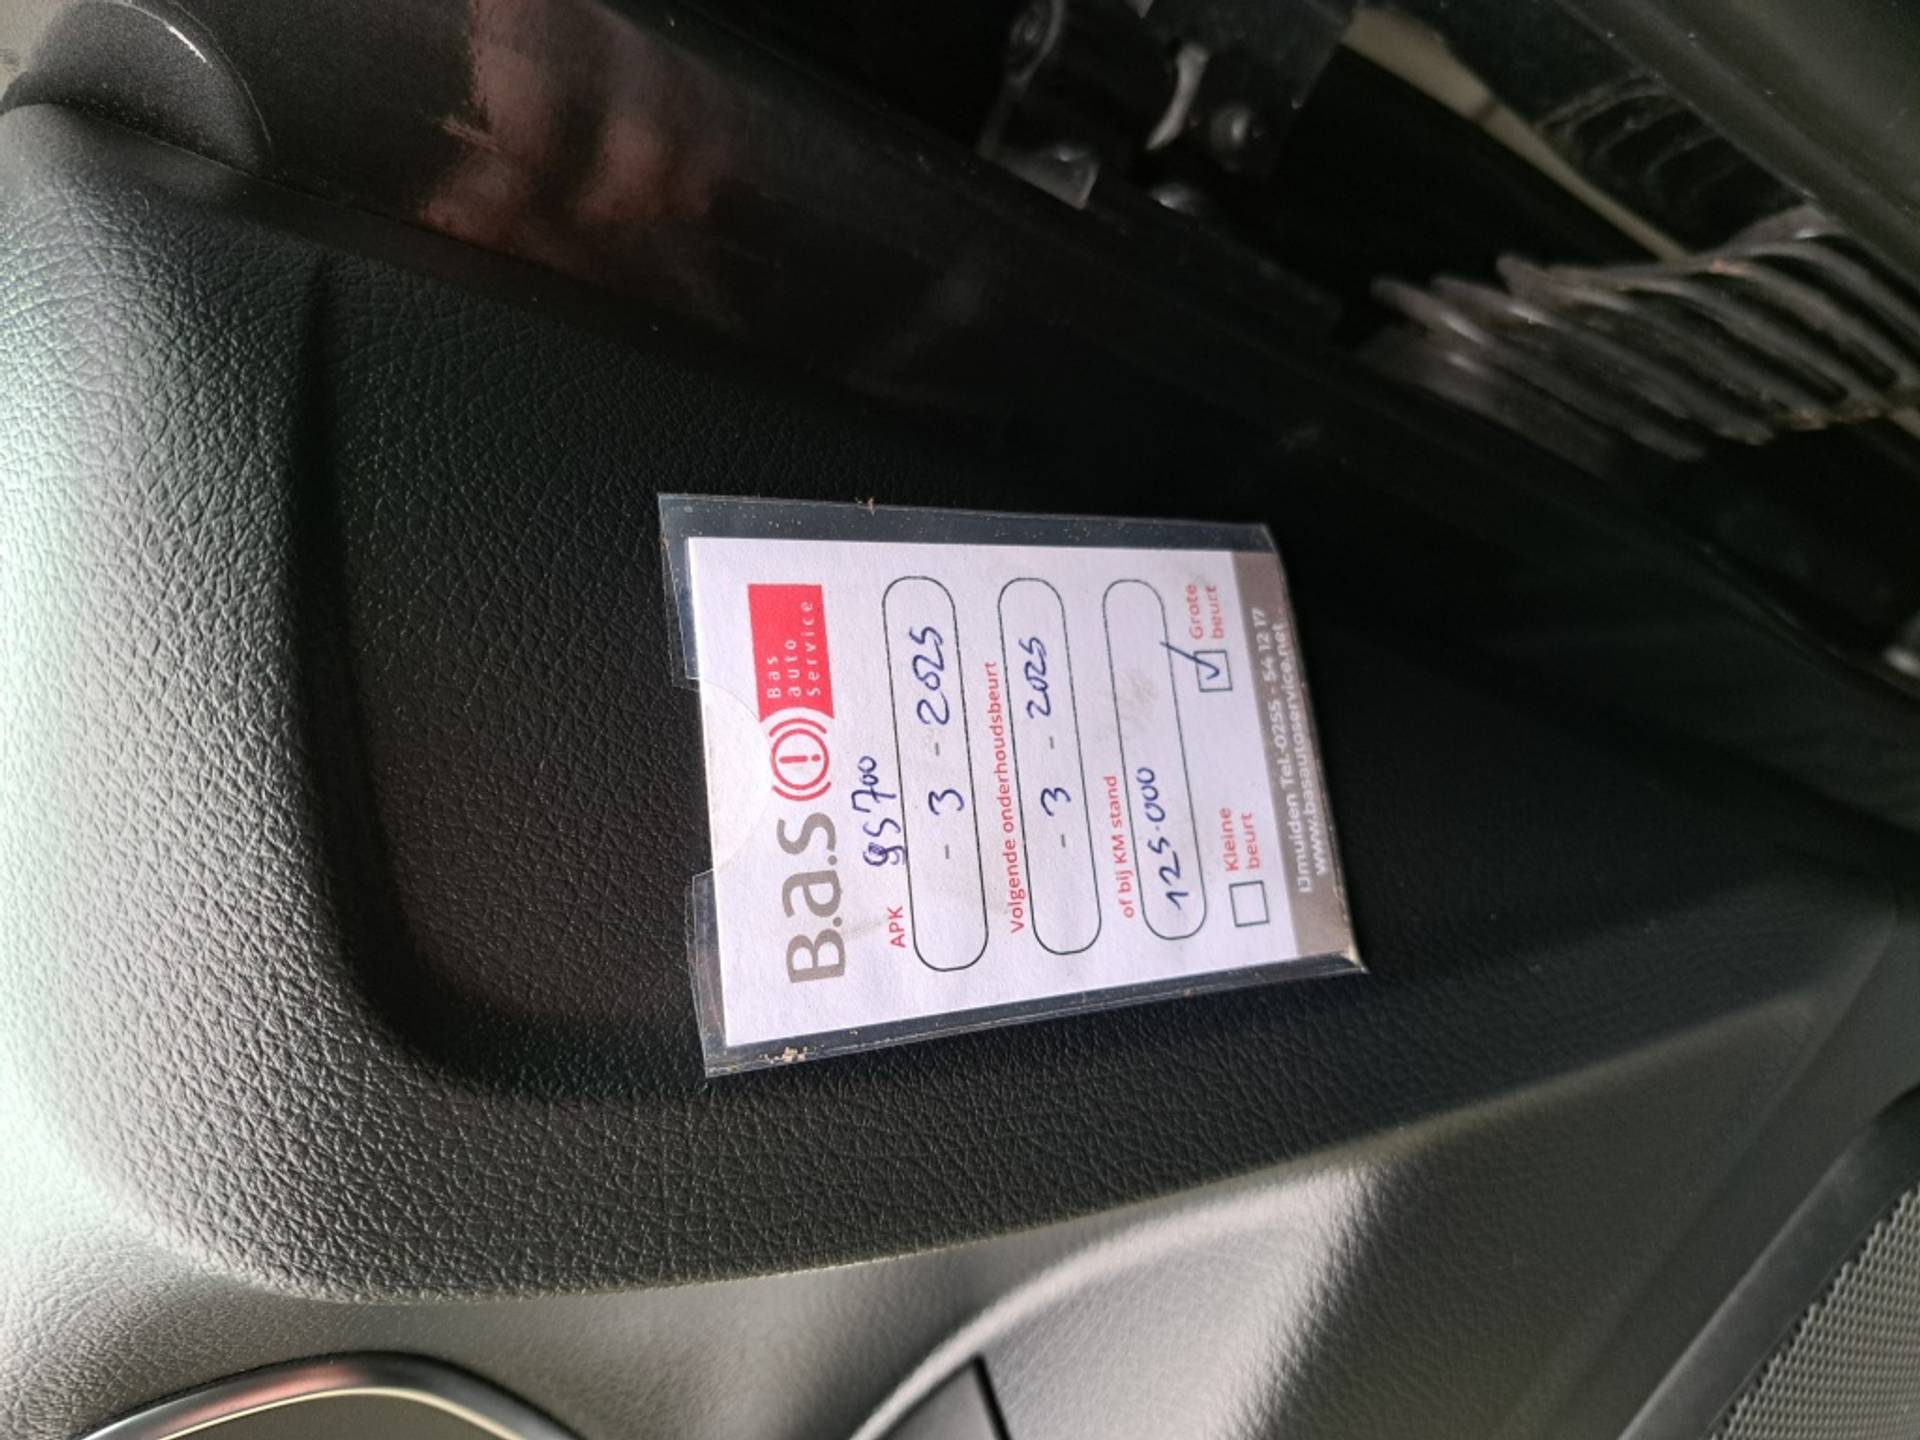 B.a.s
Bas
auto
Service
95700
APK
- 3 - 2025
Volgende onderhoudsbeurt
- 3 - 2025
of bij KM stand
125.000
Kleine
beurt
Grote
beurt
IJmuiden Tel. 0255 - 54 12 17
www.basautoservice.net